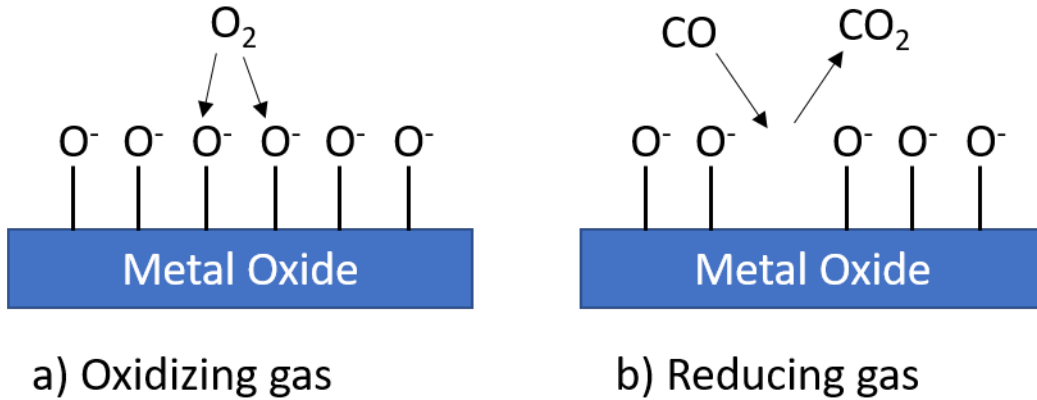 O₂
O⁻ O⁻ O⁻ O⁻ O⁻ O⁻
Metal Oxide
a) Oxidizing gas
CO CO₂
O⁻ O⁻ O⁻ O⁻ O⁻
Metal Oxide
b) Reducing gas